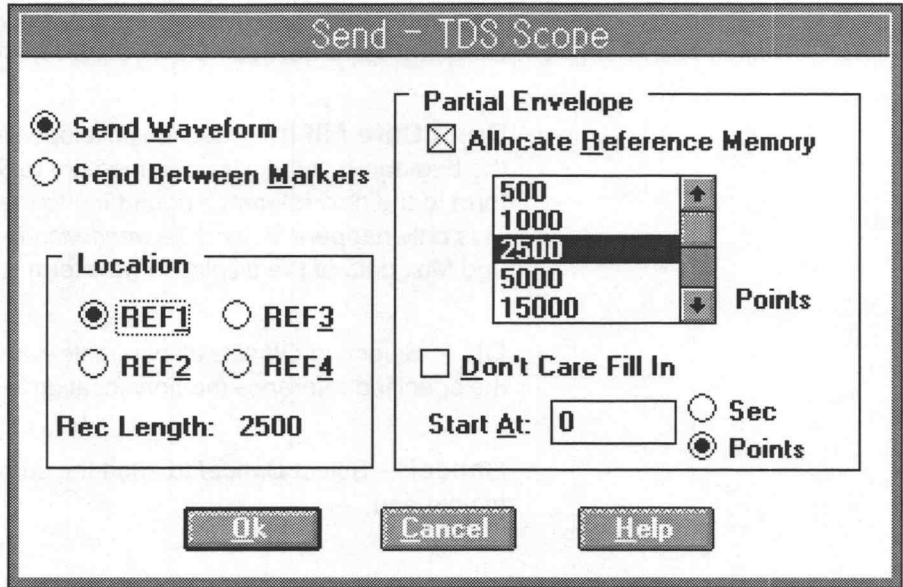 Send – TDS Scope
Send Waveform
Send Between Markers
Location
REF1
REF3
REF2
REF4
Rec Length: 2500
Partial Envelope
Allocate Reference Memory
500
1000
2500
5000
15000
Points
Don't Care Fill In
Start At: 0
Sec
Points
Ok
Cancel
Help